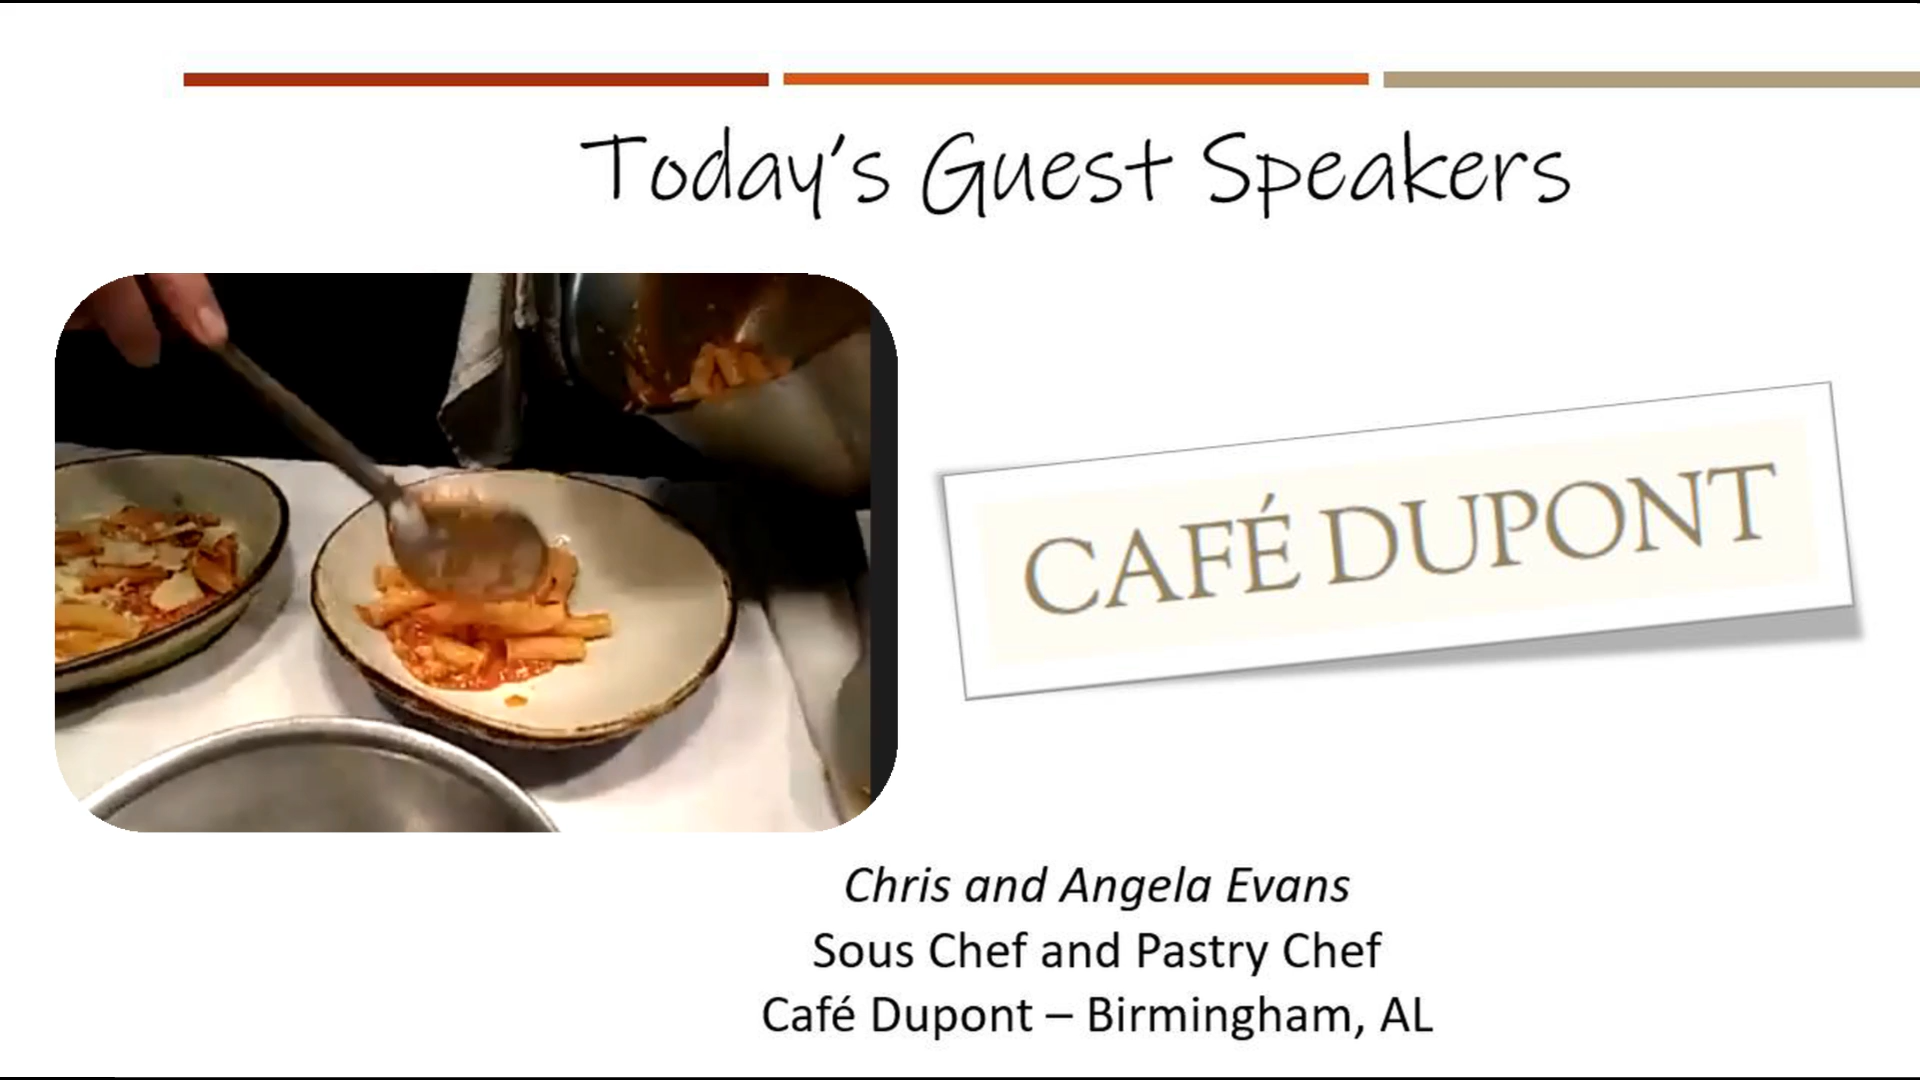 Today's Guest Speakers
CAFÉ DUPONT
Chris and Angela Evans
Sous Chef and Pastry Chef
Café Dupont – Birmingham, AL